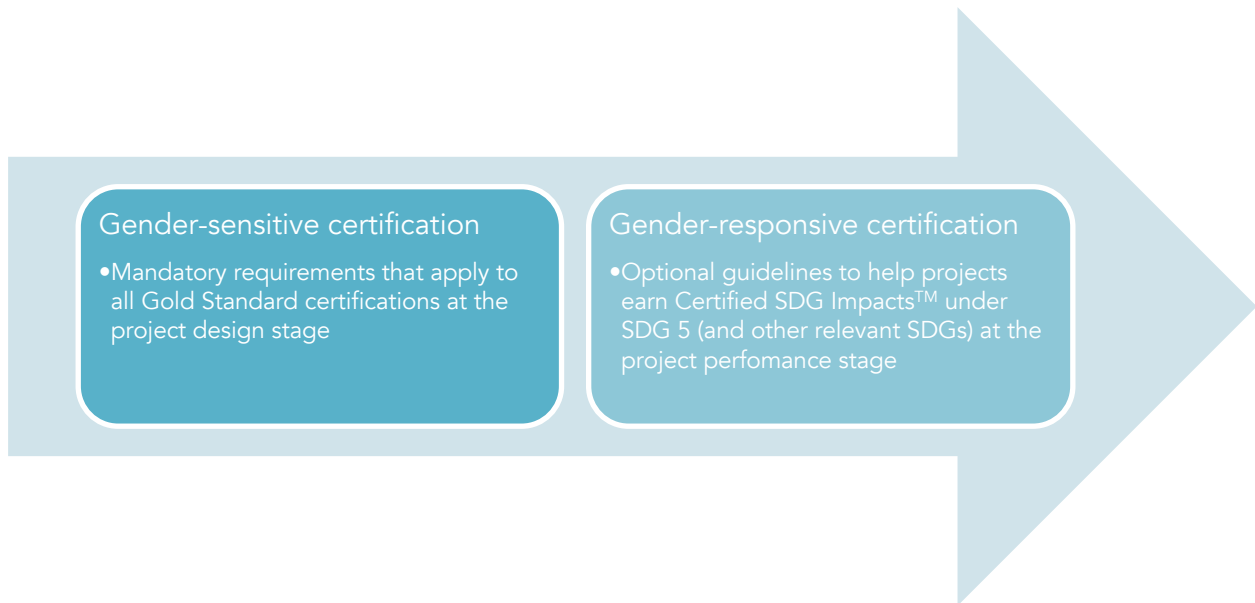 Gender-sensitive certification
•Mandatory requirements that apply to
all Gold Standard certifications at the
project design stage
Gender-responsive certification
•Optional guidelines to help projects
earn Certified SDG Impacts™ under
SDG 5 (and other relevant SDGs) at the
project perfomance stage